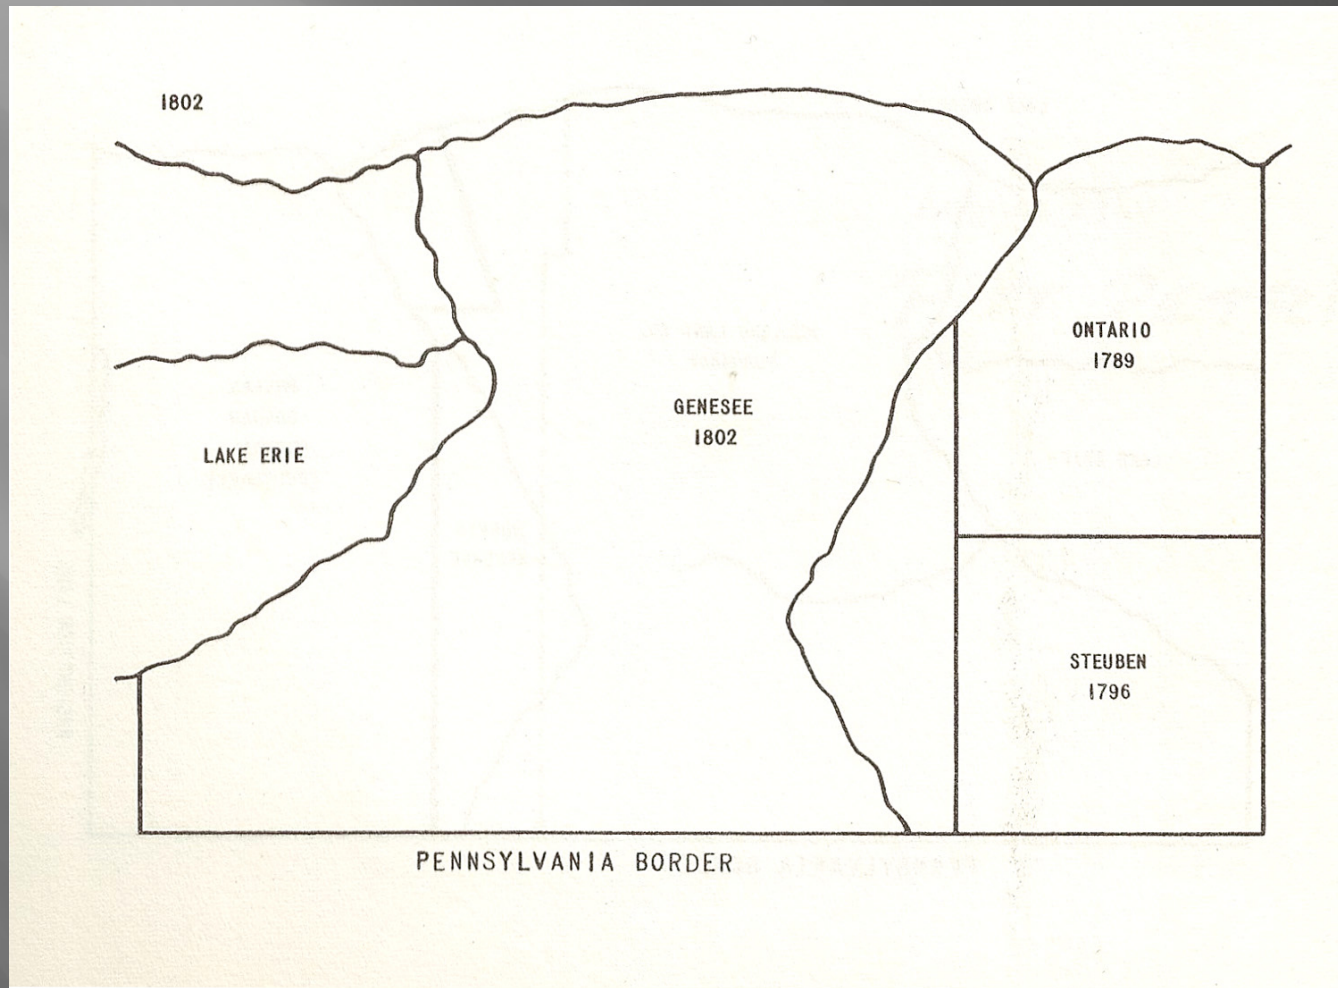 1802
ONTARIO
1789
GENESEE
1802
LAKE ERIE
STEUBEN
1796
PENNSYLVANIA BORDER